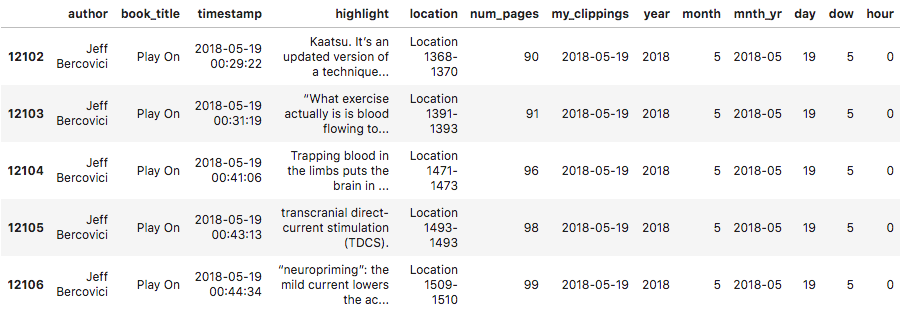 author book_title timestamp highlight location num_pages my_clippings year month mnth_yr day dow hour
12102 Jeff Bercovici Play On 2018-05-19 00:29:22 Kaatsu. It’s an updated version of a technique... Location 1368-1370 90 2018-05-19 2018 5 2018-05 19 5 0
12103 Jeff Bercovici Play On 2018-05-19 00:31:19 “What exercise actually is is blood flowing to... Location 1391-1393 91 2018-05-19 2018 5 2018-05 19 5 0
12104 Jeff Bercovici Play On 2018-05-19 00:41:06 Trapping blood in the limbs puts the brain in ... Location 1471-1473 96 2018-05-19 2018 5 2018-05 19 5 0
12105 Jeff Bercovici Play On 2018-05-19 00:43:13 transcranial direct-current stimulation (TDCS). Location 1493-1493 98 2018-05-19 2018 5 2018-05 19 5 0
12106 Jeff Bercovici Play On 2018-05-19 00:44:34 “neuropriming”: the mild current lowers the ac... Location 1509-1510 99 2018-05-19 2018 5 2018-05 19 5 0